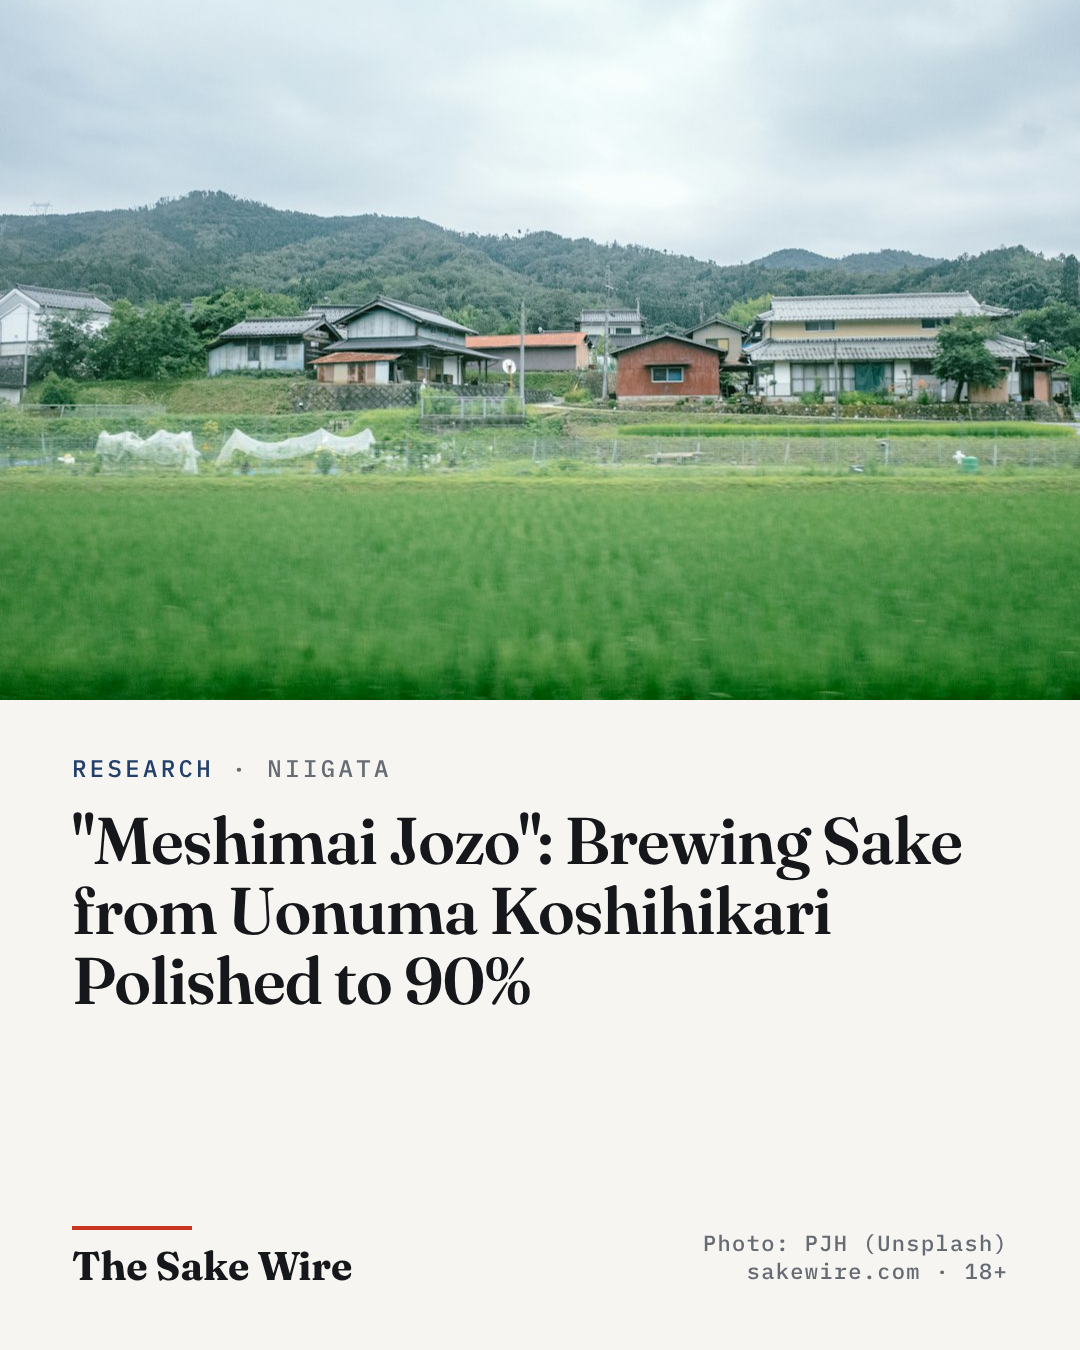 RESEARCH · NIIGATA
"Meshimai Jozo": Brewing Sake
from Uonuma Koshihikari
Polished to 90%
The Sake Wire
Photo: PJH (Unsplash)
sakewire.com · 18+